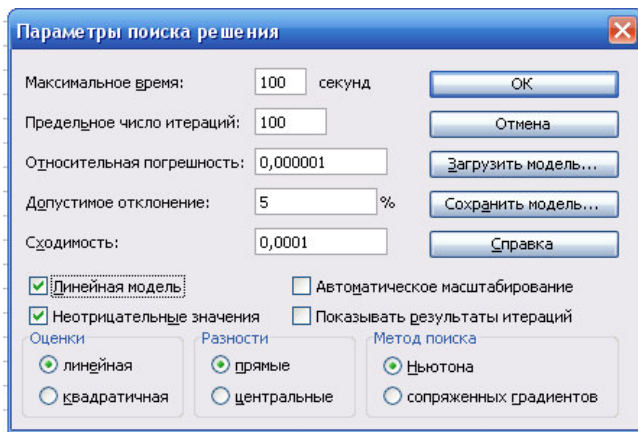 Параметры поиска решения
Максимальное время: 100 секунд ОК
Предельное число итераций: 100 Отмена
Относительная погрешность: 0,000001 Загрузить модель...
Допустимое отклонение: 5 % Сохранить модель...
Сходимость: 0,0001 Справка
Линейная модель Автоматическое масштабирование
Неотрицательные значения Показывать результаты итераций
Оценки Разности Метод поиска
линейная прямые Ньютона
квадратичная центральные сопряженных градиентов